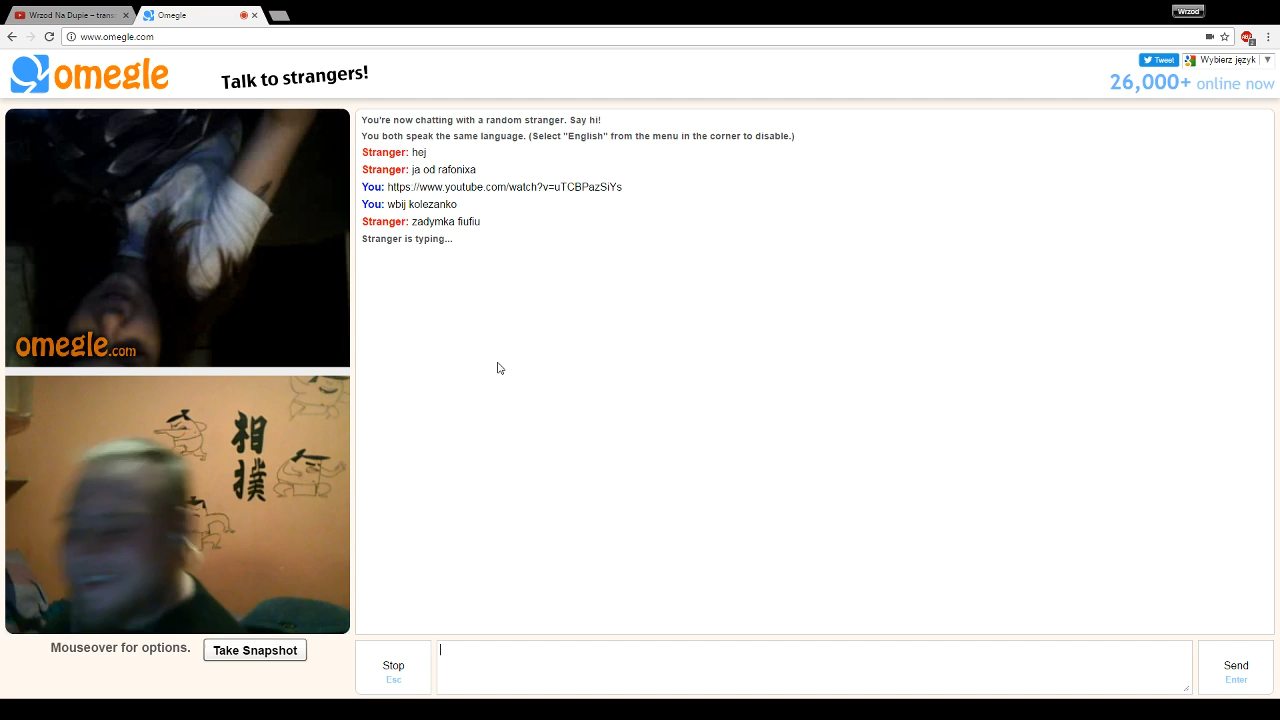 Wrzod Na Dupie – trans
Omegle
Wrzod
www.omegle.com
omegle
Talk to strangers!
Tweet
Wybierz język
26,000+ online now
You're now chatting with a random stranger. Say hi!
You both speak the same language. (Select "English" from the menu in the corner to disable.)
Stranger: hej
Stranger: ja od rafonixa
You: https://www.youtube.com/watch?v=uTCBPazSiYs
You: wbij kolezanko
Stranger: zadymka fiufiu
Stranger is typing...
omegle.com
相
撲
Mouseover for options.
Take Snapshot
Stop
Esc
Send
Enter